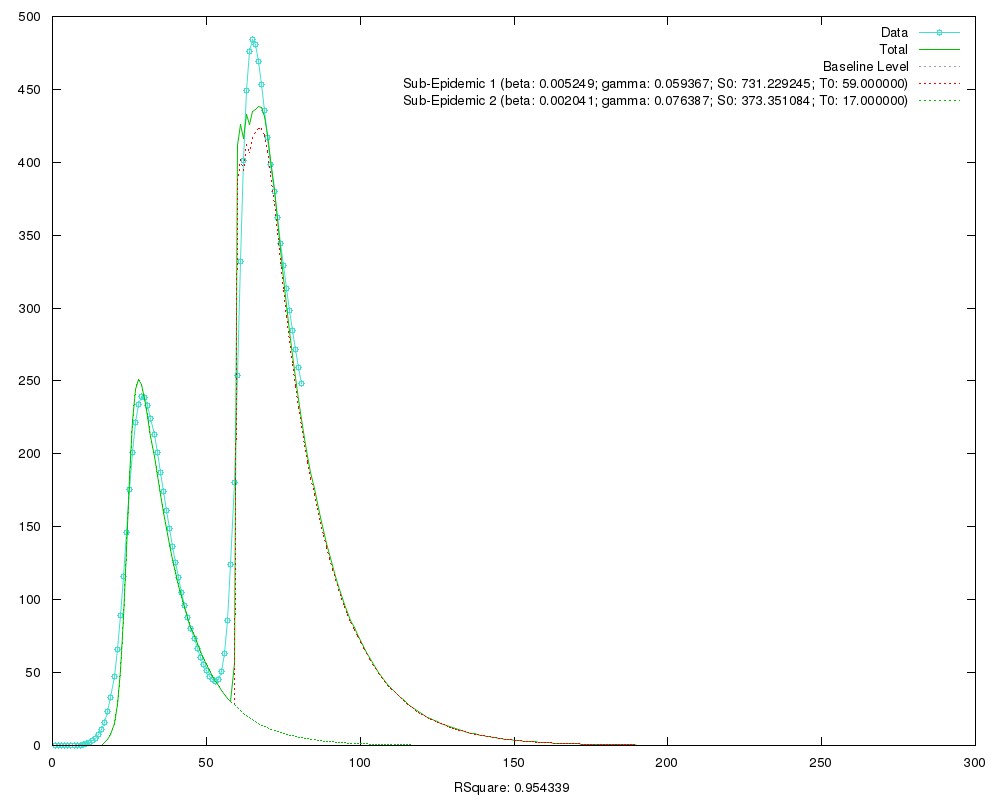 500
450
400
350
300
250
200
150
100
50
0
0 50 100 150 200 250 300
Data
Total
Baseline Level
Sub-Epidemic 1 (beta: 0.005249; gamma: 0.059367; S0: 731.229245; T0: 59.000000)
Sub-Epidemic 2 (beta: 0.002041; gamma: 0.076387; S0: 373.351084; T0: 17.000000)
RSquare: 0.954339